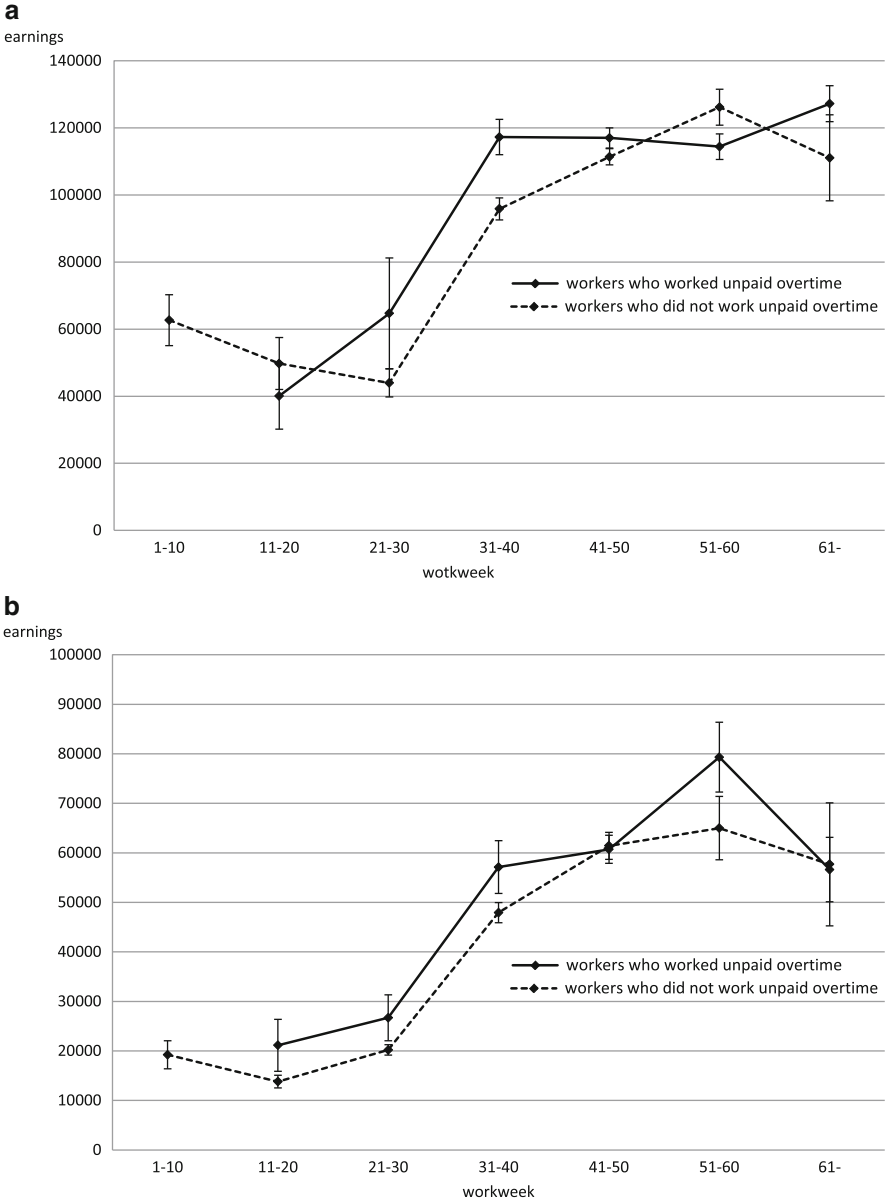 a
earnings
140000
120000
100000
80000
workers who worked unpaid overtime
workers who did not work unpaid overtime
60000
40000
20000
0
1-10 11-20 21-30 31-40 41-50 51-60 61-
wotkweek
b
earnings
100000
90000
80000
70000
60000
50000
40000
workers who worked unpaid overtime
workers who did not work unpaid overtime
30000
20000
10000
0
1-10 11-20 21-30 31-40 41-50 51-60 61-
workweek